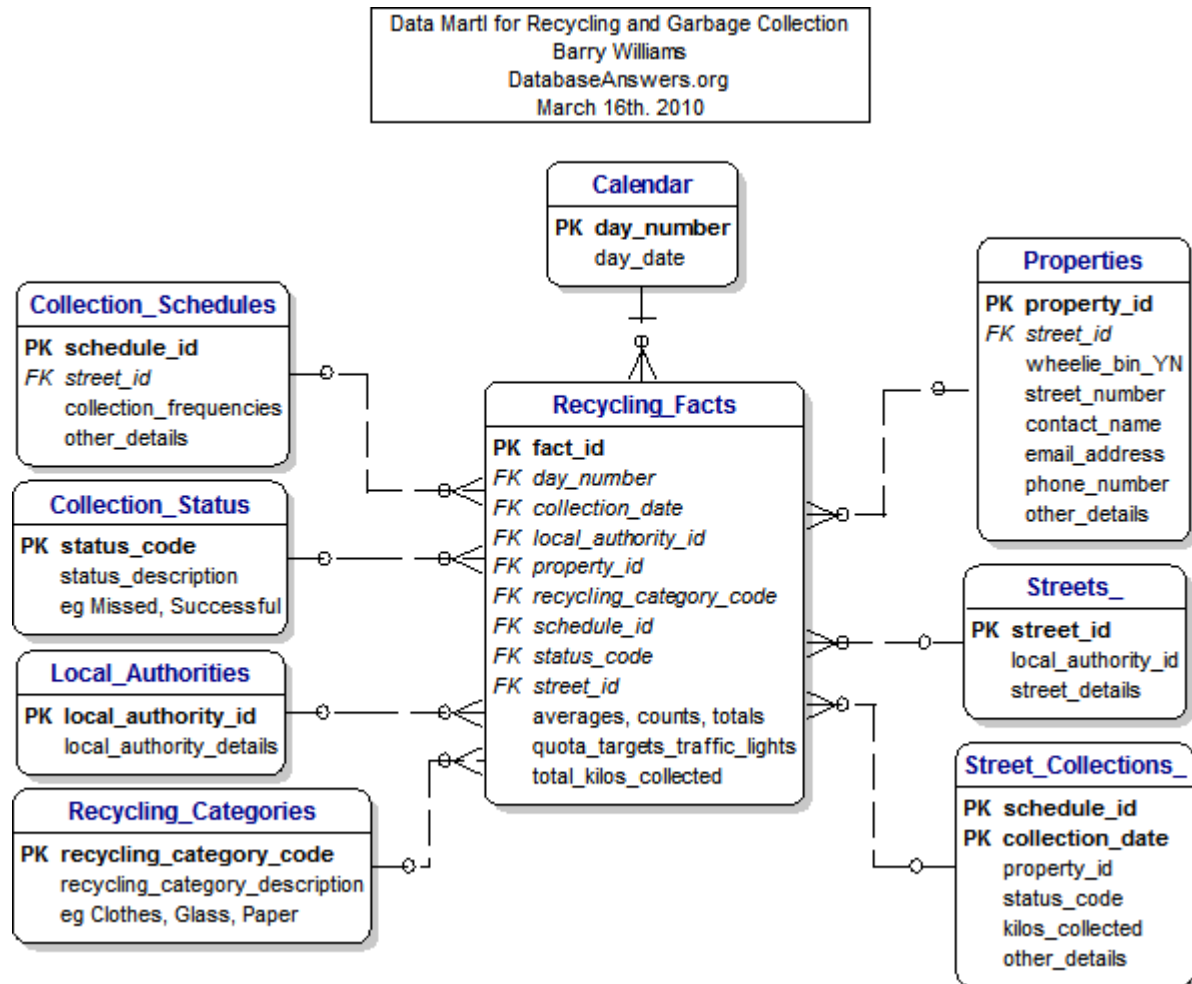 Data Martl for Recycling and Garbage Collection
Barry Williams
DatabaseAnswers.org
March 16th. 2010
Calendar
PK day_number
day_date
Collection_Schedules
PK schedule_id
FK street_id
collection_frequencies
other_details
Collection_Status
PK status_code
status_description
eg Missed, Successful
Local_Authorities
PK local_authority_id
local_authority_details
Recycling_Categories
PK recycling_category_code
recycling_category_description
eg Clothes, Glass, Paper
Recycling_Facts
PK fact_id
FK day_number
FK collection_date
FK local_authority_id
FK property_id
FK recycling_category_code
FK schedule_id
FK status_code
FK street_id
averages, counts, totals
quota_targets_traffic_lights
total_kilos_collected
Properties
PK property_id
FK street_id
wheelie_bin_YN
street_number
contact_name
email_address
phone_number
other_details
Streets_
PK street_id
local_authority_id
street_details
Street_Collections_
PK schedule_id
PK collection_date
property_id
status_code
kilos_collected
other_details